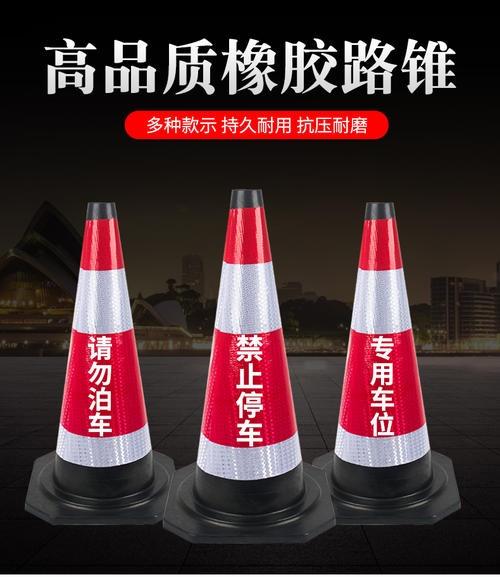 高品质橡胶路锥
多种款示 持久耐用 抗压耐磨
请勿泊车
禁止停车
专用车位